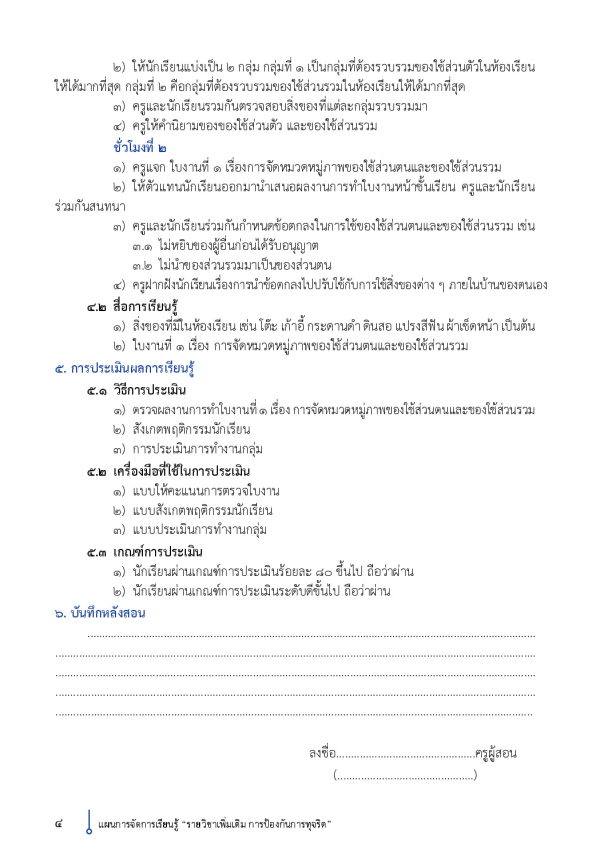 ๒) ให้นักเรียนแบ่งเป็น ๒ กลุ่ม กลุ่มที่ ๑ เป็นกลุ่มที่ต้องรวบรวมของใช้ส่วนตัวในห้องเรียน
ให้ได้มากที่สุด กลุ่มที่ ๒ คือกลุ่มที่ต้องรวบรวมของใช้ส่วนรวมในห้องเรียนให้ได้มากที่สุด
๓) ครูและนักเรียนรวมกันตรวจสอบสิ่งของที่แต่ละกลุ่มรวบรวมมา
๔) ครูให้คำนิยามของของใช้ส่วนตัว และของใช้ส่วนรวม
ชั่วโมงที่ ๒
๑) ครูแจก ใบงานที่ ๑ เรื่องการจัดหมวดหมู่ภาพของใช้ส่วนตนและของใช้ส่วนรวม
๒) ให้ตัวแทนนักเรียนออกมานำเสนอผลงานการทำใบงานหน้าชั้นเรียน ครูและนักเรียน
ร่วมกันสนทนา
๓) ครูและนักเรียนร่วมกันกำหนดข้อตกลงในการใช้ของใช้ส่วนตนและของใช้ส่วนรวม เช่น
๓.๑ ไม่หยิบของผู้อื่นก่อนได้รับอนุญาต
๓.๒ ไม่นำของส่วนรวมมาเป็นของส่วนตน
๔) ครูฝากฝังนักเรียนเรื่องการนำข้อตกลงไปปรับใช้กับการใช้สิ่งของต่าง ๆ ภายในบ้านของตนเอง
๔.๒ สื่อการเรียนรู้
๑) สิ่งของที่มีในห้องเรียน เช่น โต๊ะ เก้าอี้ กระดานดำ ดินสอ แปรงสีฟัน ผ้าเช็ดหน้า เป็นต้น
๒) ใบงานที่ ๑ เรื่อง การจัดหมวดหมู่ภาพของใช้ส่วนตนและของใช้ส่วนรวม
๕. การประเมินผลการเรียนรู้
๕.๑ วิธีการประเมิน
๑) ตรวจผลงานการทำใบงานที่ ๑ เรื่อง การจัดหมวดหมู่ภาพของใช้ส่วนตนและของใช้ส่วนรวม
๒) สังเกตพฤติกรรมนักเรียน
๓) การประเมินการทำงานกลุ่ม
๕.๒ เครื่องมือที่ใช้ในการประเมิน
๑) แบบให้คะแนนการตรวจใบงาน
๒) แบบสังเกตพฤติกรรมนักเรียน
๓) แบบประเมินการทำงานกลุ่ม
๕.๓ เกณฑ์การประเมิน
๑) นักเรียนผ่านเกณฑ์การประเมินร้อยละ ๘๐ ขึ้นไป ถือว่าผ่าน
๒) นักเรียนผ่านเกณฑ์การประเมินระดับดีขึ้นไป ถือว่าผ่าน
๖. บันทึกหลังสอน
................................................................................
................................................................................
................................................................................
................................................................................
................................................................................
ลงชื่อ...............................................ครูผู้สอน
(..............................................)
๔ แผนการจัดการเรียนรู้ “รายวิชาเพิ่มเติม การป้องกันการทุจริต”